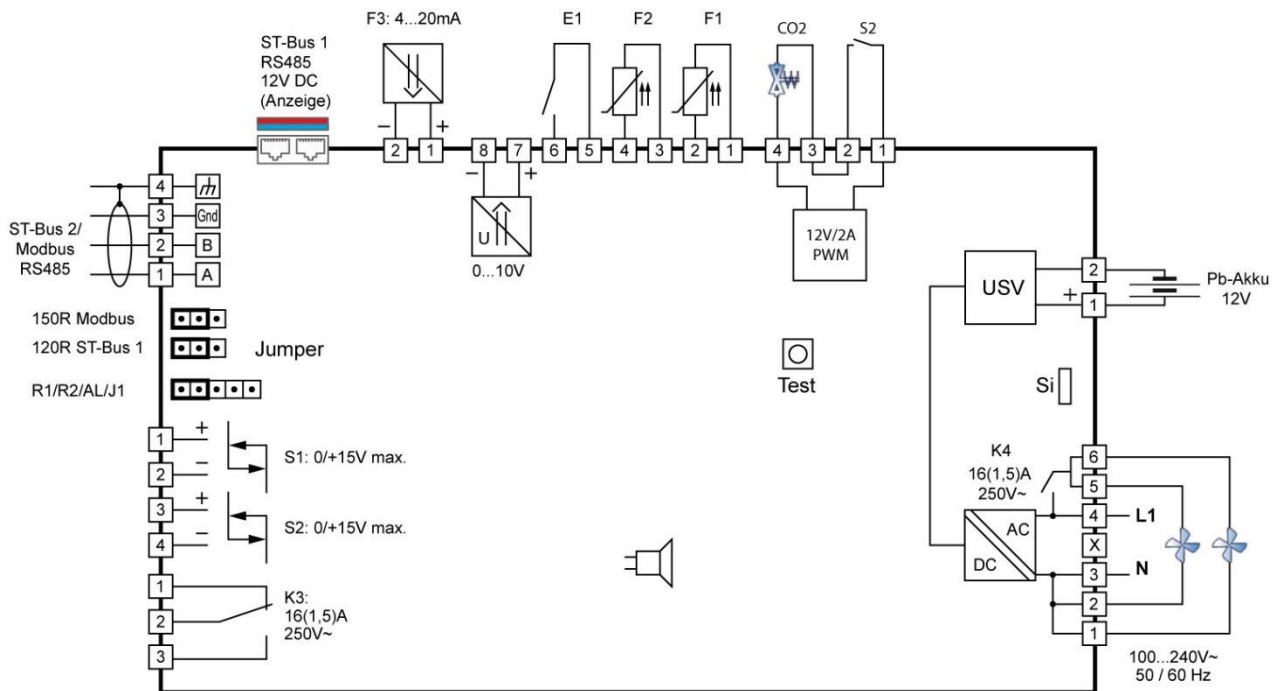 F3: 4...20mA
E1
F2
F1
CO2
S2
ST-Bus 1
RS485
12V DC
(Anzeige)
− +
2 1
8 7 6 5 4 3 2 1
4 3 2 1
− +
U
0...10V
12V/2A
PWM
4
3 Gnd
2 B
1 A
ST-Bus 2/
Modbus
RS485
150R Modbus
120R ST-Bus 1
Jumper
R1/R2/AL/J1
Test
USV
2
+ 1
Pb-Akku
12V
Si
1 +
2 −
S1: 0/+15V max.
3 +
4 −
S2: 0/+15V max.
1
2
3
K3:
16(1,5)A
250V~
K4
16(1,5)A
250V~
AC
DC
6
5
4 L1
X
3 N
2
1
100...240V~
50 / 60 Hz